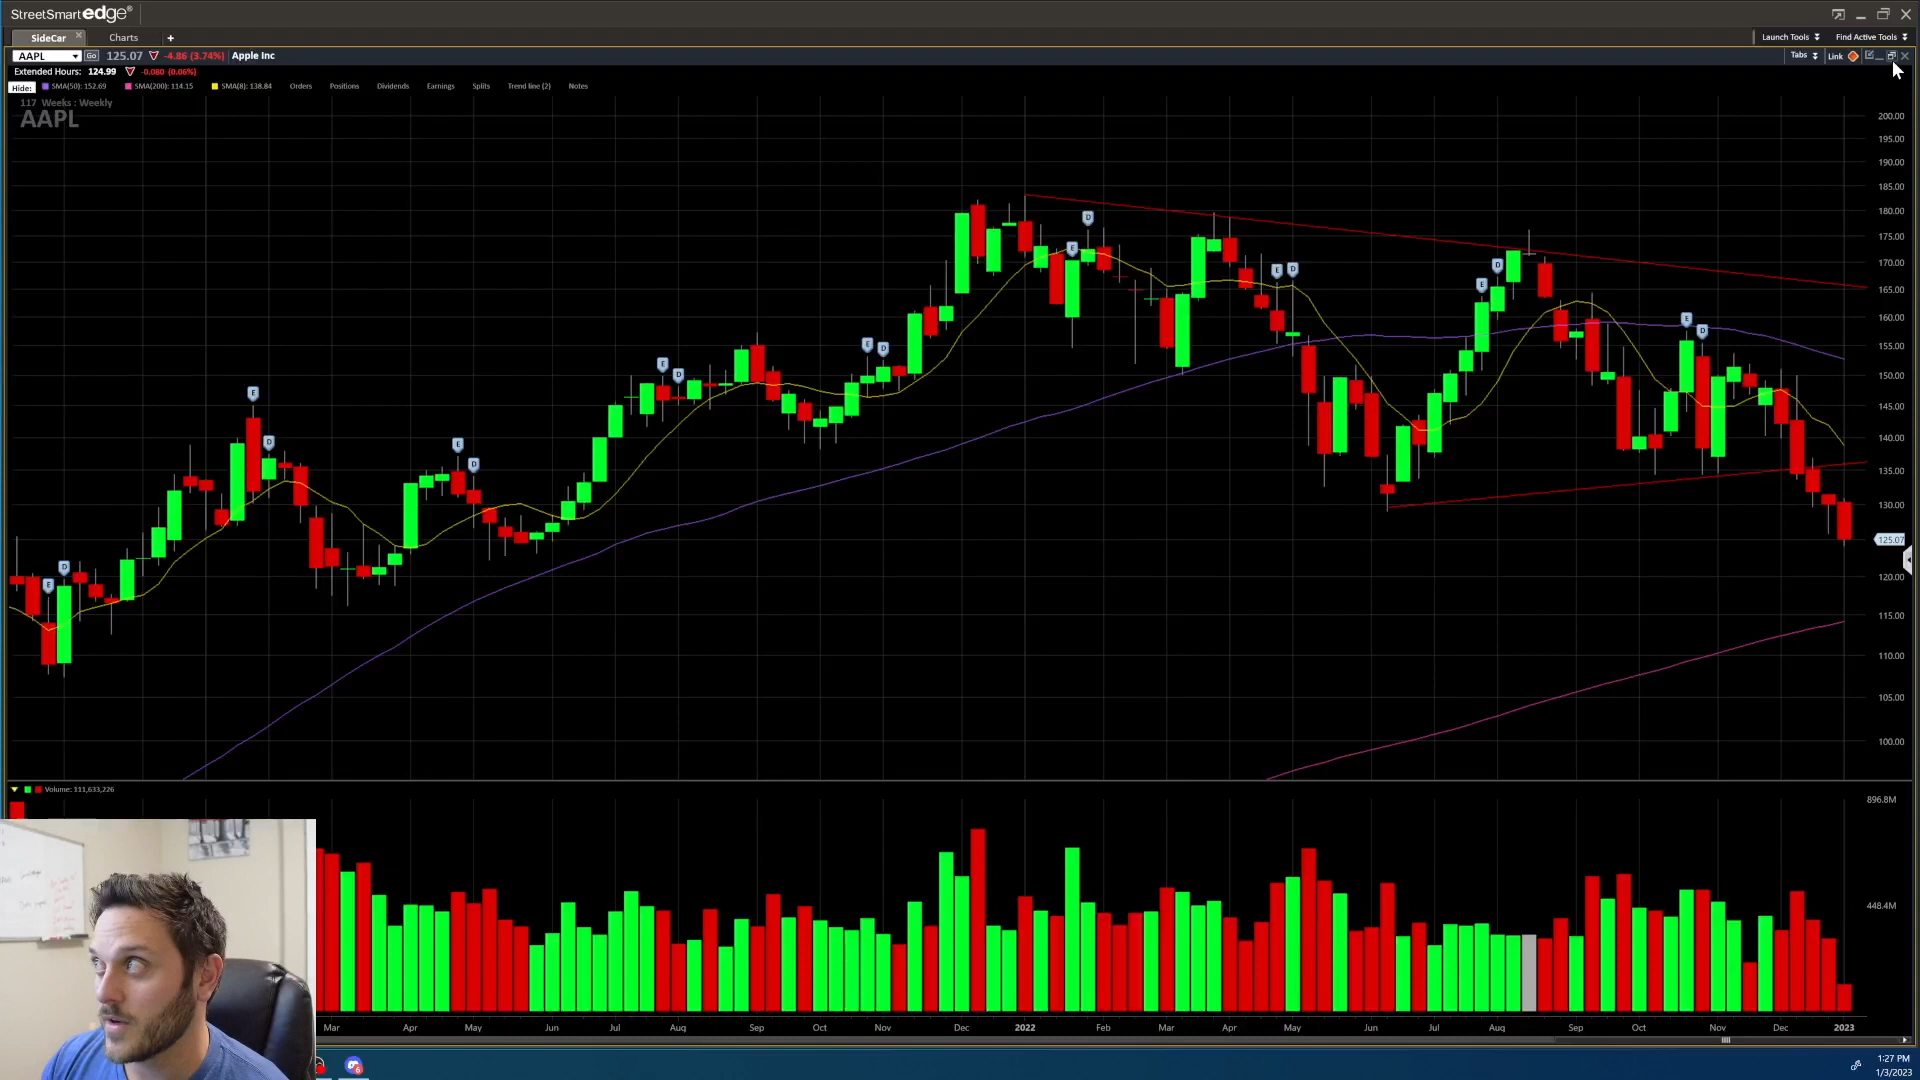 StreetSmart edge®
SideCar
Charts
+
Launch Tools
Find Active Tools
AAPL
Go
125.07
-4.86 (3.74%)
Apple Inc
Tabs
Link
Extended Hours: 124.99 -0.080 (0.06%)
Hide: SMA(50): 152.69 SMA(200): 114.15 SMA(8): 138.84 Orders Positions Dividends Earnings Splits Trend line (2) Notes
117 Weeks : Weekly
AAPL
200.00
195.00
190.00
185.00
180.00
175.00
170.00
165.00
160.00
155.00
150.00
145.00
140.00
135.00
130.00
125.07
120.00
115.00
110.00
105.00
100.00
E D E D E D E D E D E D E D E D E D
Volume: 111,633,226
896.8M
448.4M
Mar Apr May Jun Jul Aug Sep Oct Nov Dec 2022 Feb Mar Apr May Jun Jul Aug Sep Oct Nov Dec 2023
1:27 PM
1/3/2023